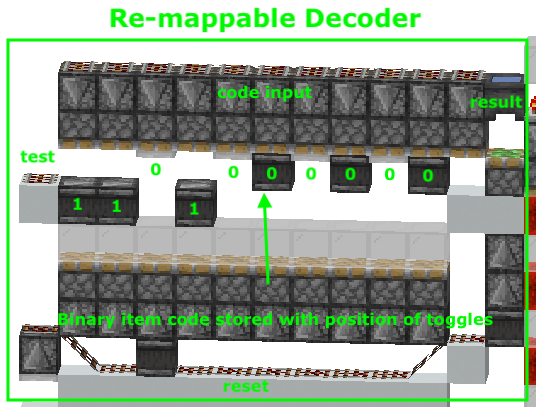 Re-mappable Decoder
code input
result
test
0 0 0 0 0 0 0
1 1 1
Binary item code stored with position of toggles
reset